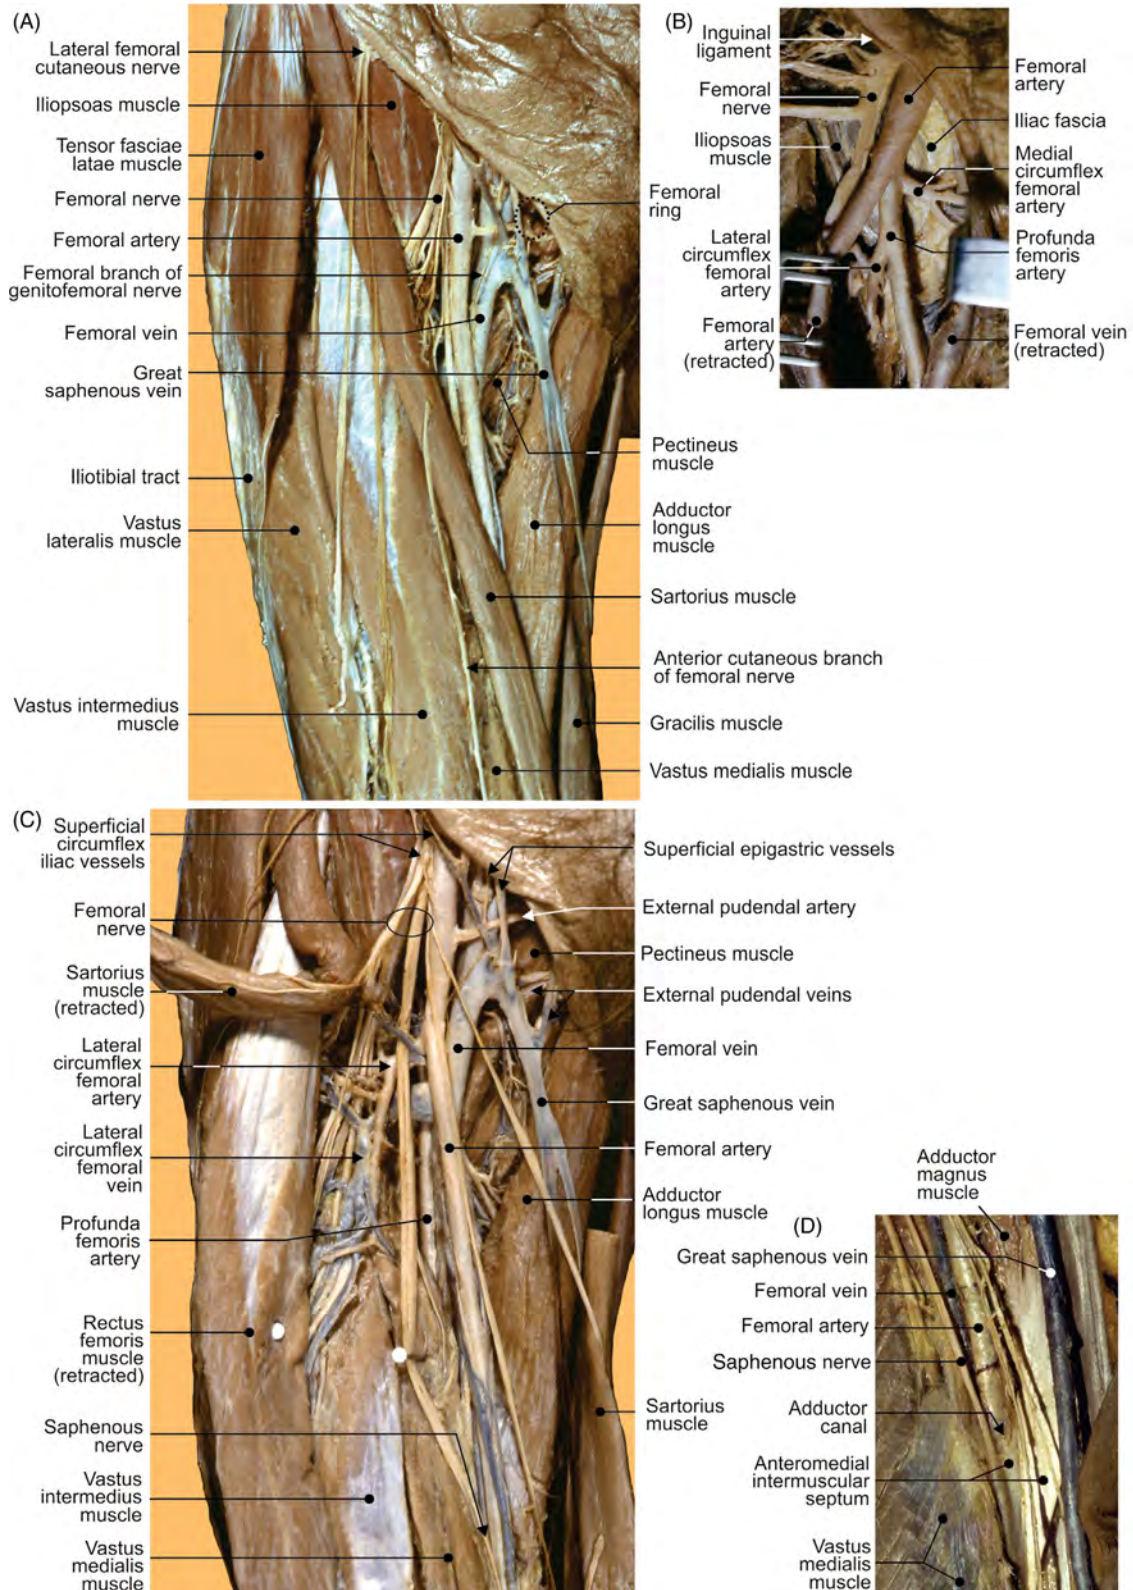 (A)
Lateral femoral
cutaneous nerve
Iliopsoas muscle
Tensor fasciae
latae muscle
Femoral nerve
Femoral artery
Femoral branch of
genitofemoral nerve
Femoral vein
Great
saphenous vein
Iliotibial tract
Vastus
lateralis muscle
Vastus intermedius
muscle
Femoral
ring
Pectineus
muscle
Adductor
longus
muscle
Sartorius muscle
Anterior cutaneous branch
of femoral nerve
Gracilis muscle
Vastus medialis muscle
(B)
Inguinal
ligament
Femoral
nerve
Iliopsoas
muscle
Lateral
circumflex
femoral
artery
Femoral
artery
(retracted)
Femoral
artery
Iliac fascia
Medial
circumflex
femoral
artery
Profunda
femoris
artery
Femoral vein
(retracted)
(C)
Superficial
circumflex
iliac vessels
Femoral
nerve
Sartorius
muscle
(retracted)
Lateral
circumflex
femoral
artery
Lateral
circumflex
femoral
vein
Profunda
femoris
artery
Rectus
femoris
muscle
(retracted)
Saphenous
nerve
Vastus
intermedius
muscle
Vastus
medialis
muscle
Superficial epigastric vessels
External pudendal artery
Pectineus muscle
External pudendal veins
Femoral vein
Great saphenous vein
Femoral artery
Adductor
longus muscle
Sartorius
muscle
(D)
Adductor
magnus
muscle
Great saphenous vein
Femoral vein
Femoral artery
Saphenous nerve
Adductor
canal
Anteromedial
intermuscular
septum
Vastus
medialis
muscle